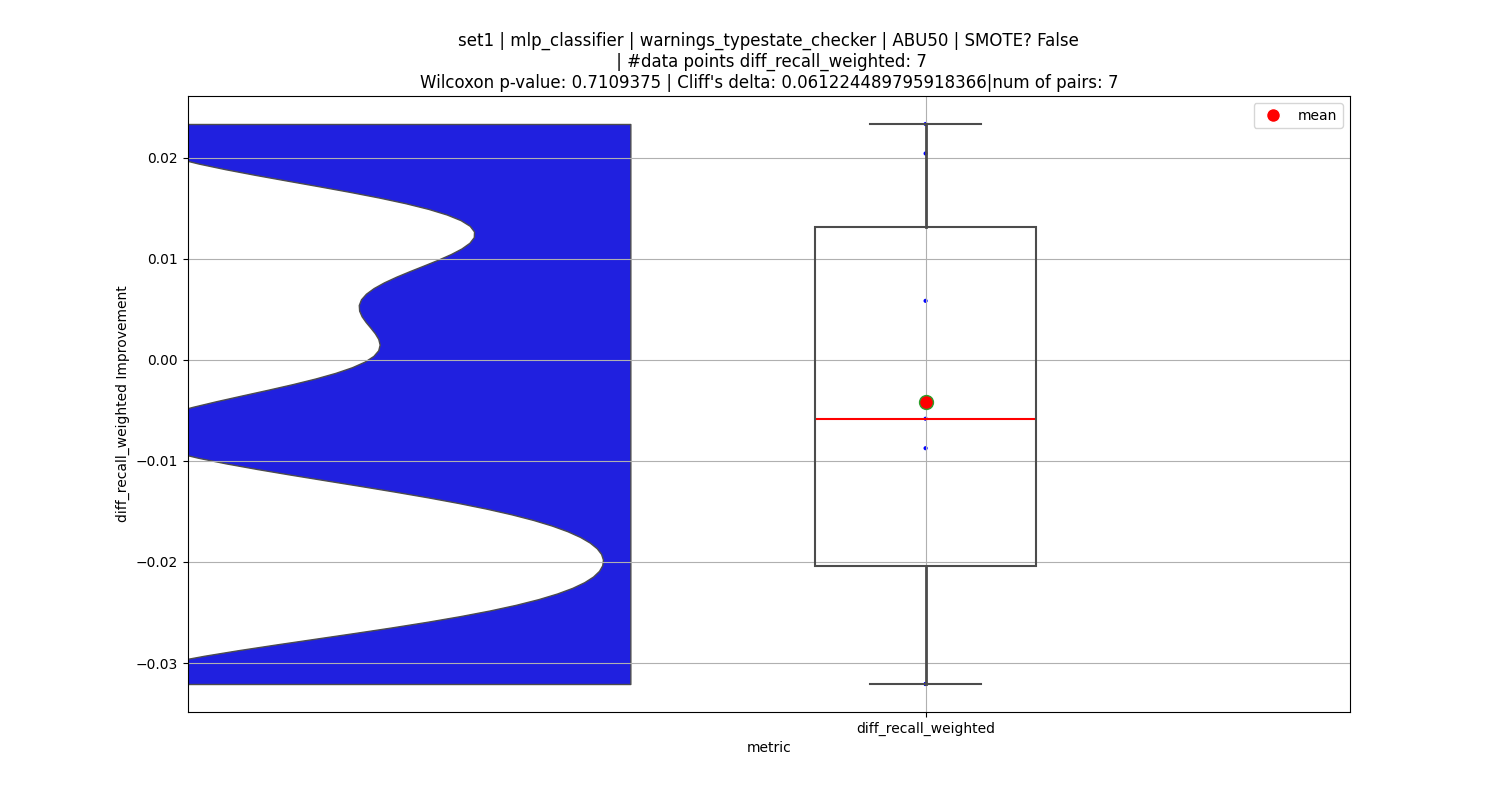 set1 | mlp_classifier | warnings_typestate_checker | ABU50 | SMOTE? False
| #data points diff_recall_weighted: 7
Wilcoxon p-value: 0.7109375 | Cliff's delta: 0.061224489795918366|num of pairs: 7
mean
0.02
0.01
0.00
−0.01
−0.02
−0.03
diff_recall_weighted Improvement
diff_recall_weighted
metric